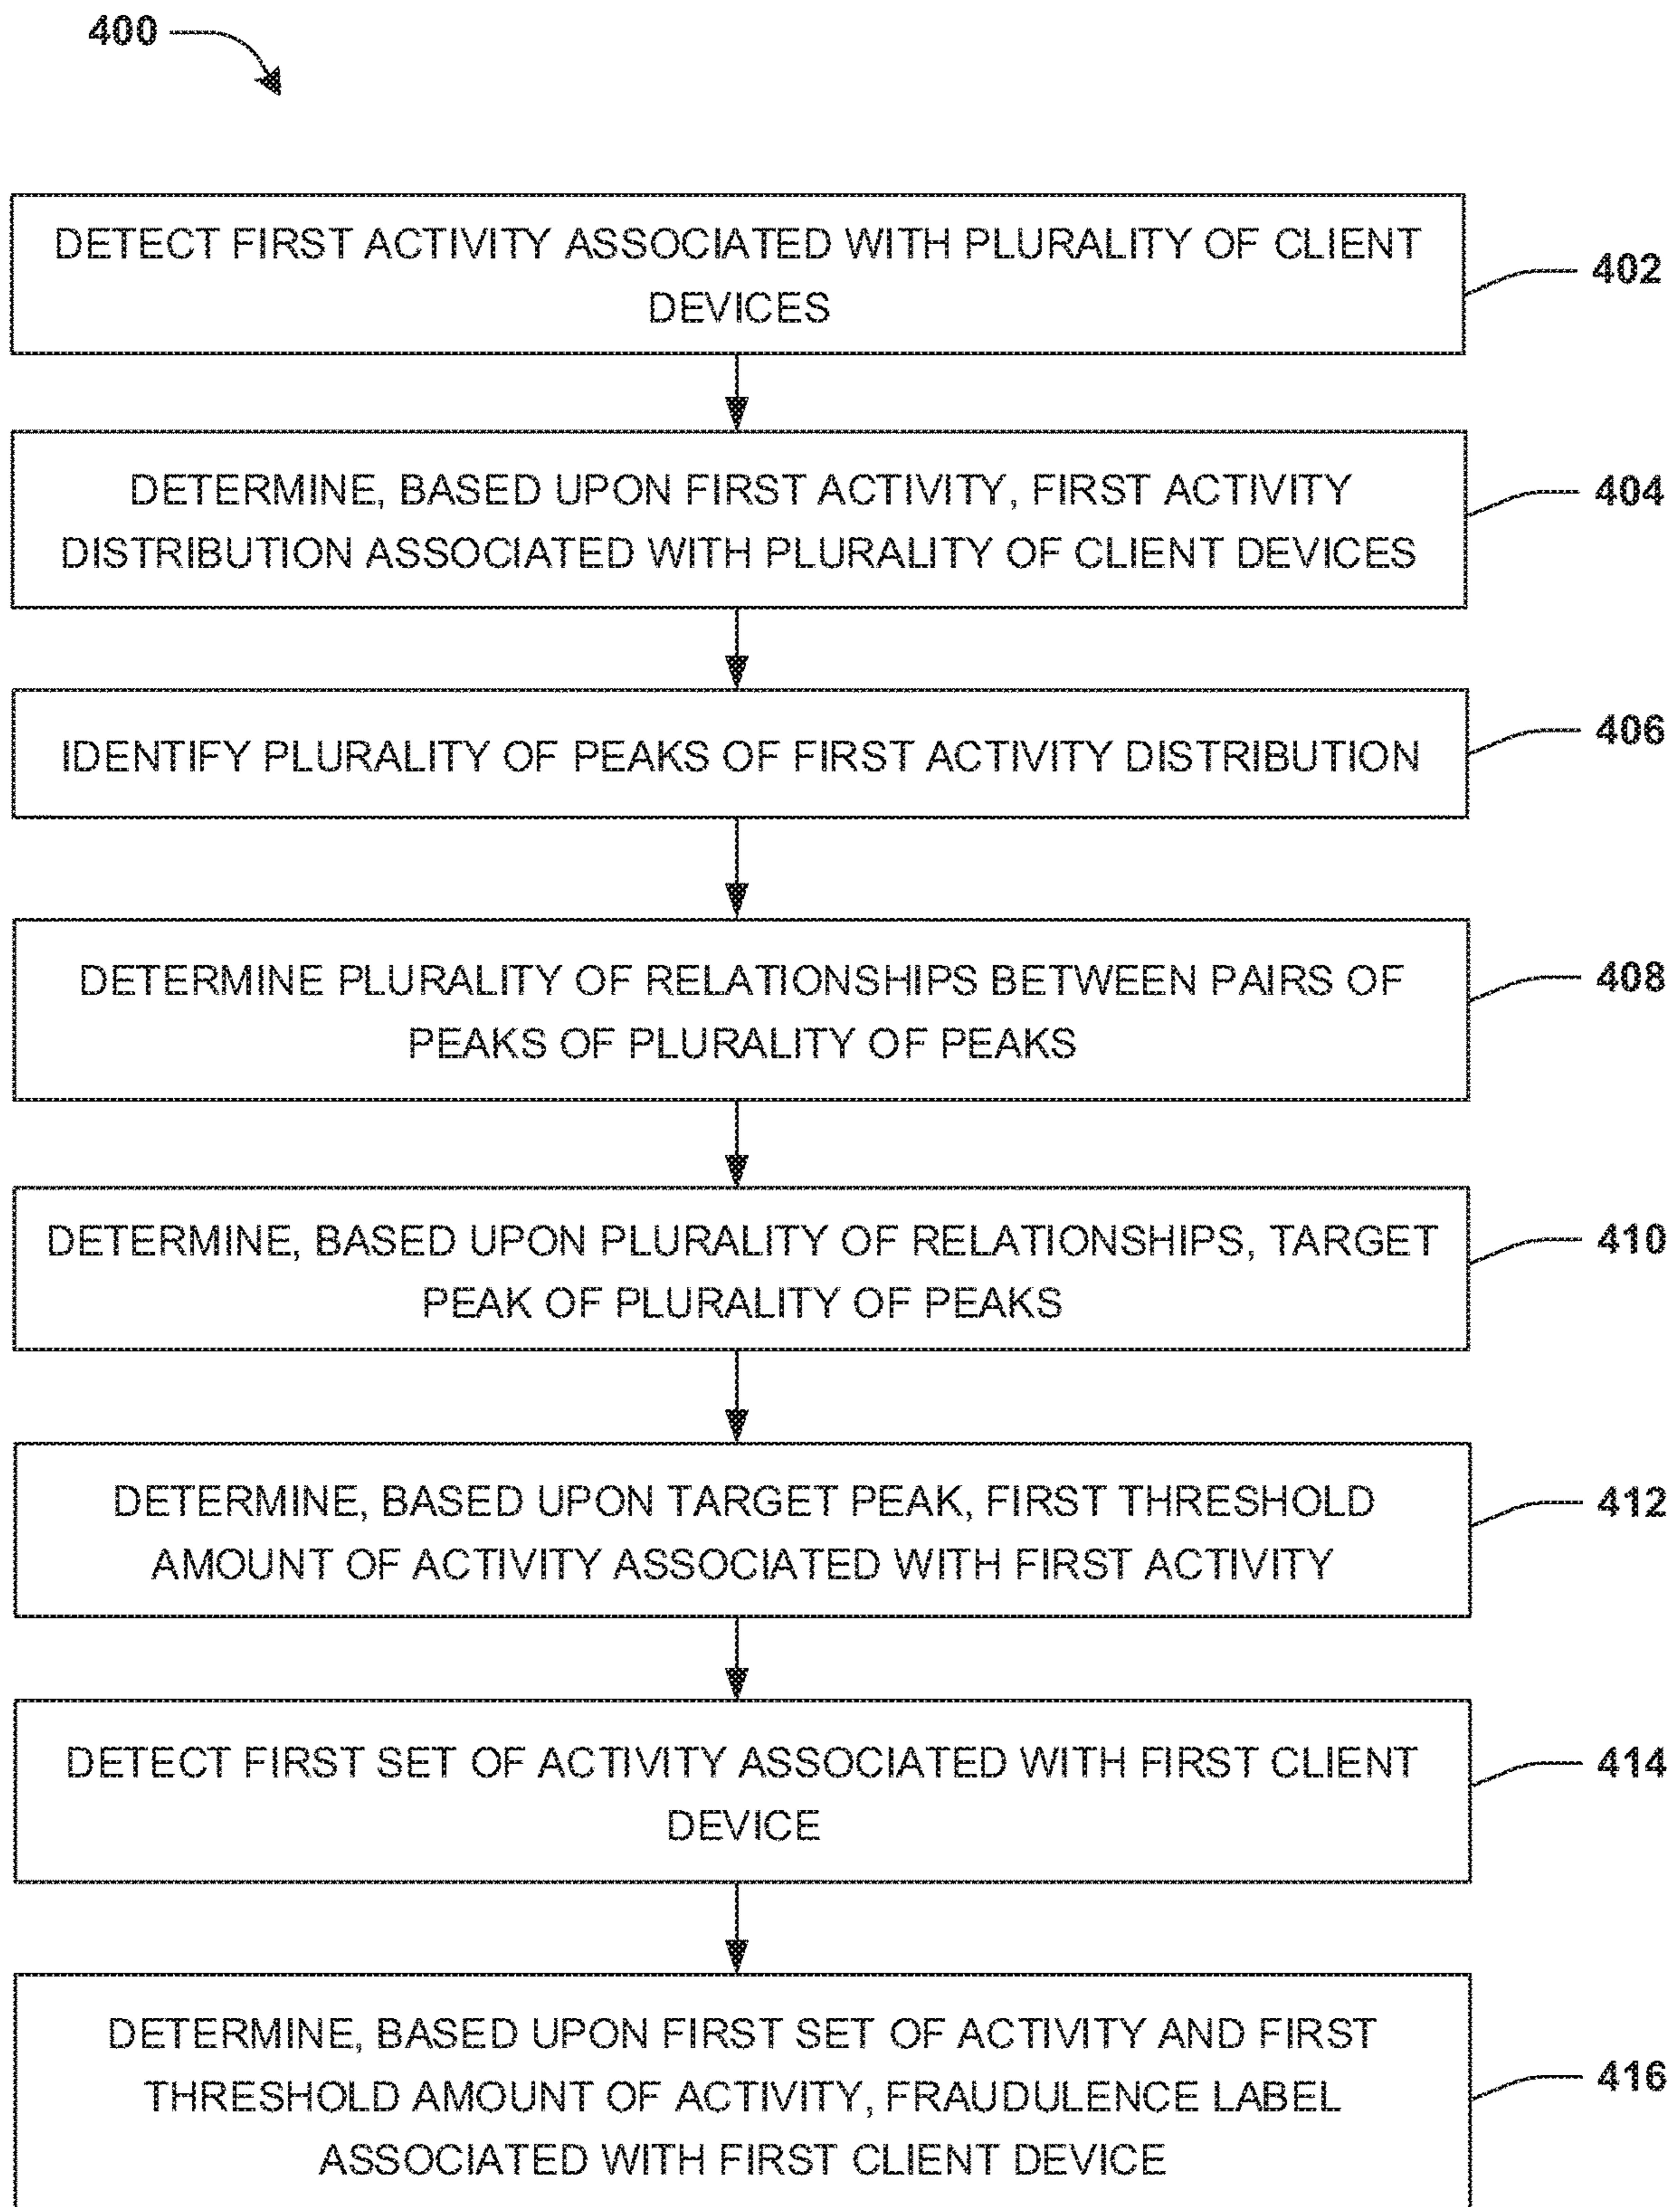 400
DETECT FIRST ACTIVITY ASSOCIATED WITH PLURALITY OF CLIENT
DEVICES
402
DETERMINE, BASED UPON FIRST ACTIVITY, FIRST ACTIVITY
DISTRIBUTION ASSOCIATED WITH PLURALITY OF CLIENT DEVICES
404
IDENTIFY PLURALITY OF PEAKS OF FIRST ACTIVITY DISTRIBUTION
406
DETERMINE PLURALITY OF RELATIONSHIPS BETWEEN PAIRS OF
PEAKS OF PLURALITY OF PEAKS
408
DETERMINE, BASED UPON PLURALITY OF RELATIONSHIPS, TARGET
PEAK OF PLURALITY OF PEAKS
410
DETERMINE, BASED UPON TARGET PEAK, FIRST THRESHOLD
AMOUNT OF ACTIVITY ASSOCIATED WITH FIRST ACTIVITY
412
DETECT FIRST SET OF ACTIVITY ASSOCIATED WITH FIRST CLIENT
DEVICE
414
DETERMINE, BASED UPON FIRST SET OF ACTIVITY AND FIRST
THRESHOLD AMOUNT OF ACTIVITY, FRAUDULENCE LABEL
ASSOCIATED WITH FIRST CLIENT DEVICE
416